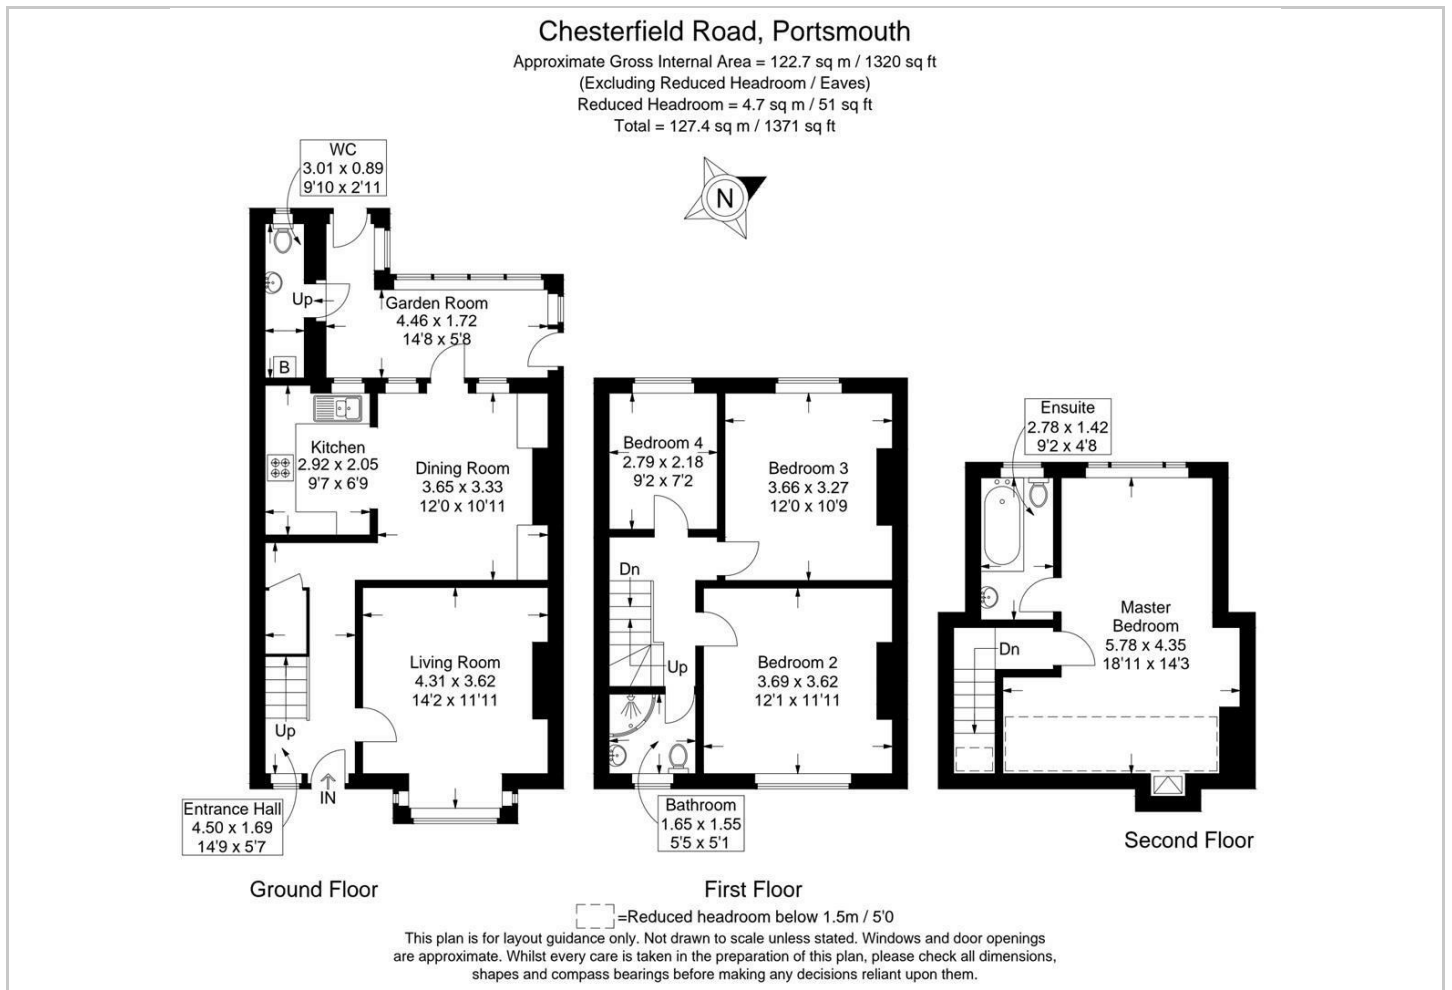 Chesterfield Road, Portsmouth
Approximate Gross Internal Area = 122.7 sq m / 1320 sq ft
(Excluding Reduced Headroom / Eaves)
Reduced Headroom = 4.7 sq m / 51 sq ft
Total = 127.4 sq m / 1371 sq ft
N
WC
3.01 x 0.89
9'10 x 2'11
Up
B
Garden Room
4.46 x 1.72
14'8 x 5'8
Kitchen
2.92 x 2.05
9'7 x 6'9
Dining Room
3.65 x 3.33
12'0 x 10'11
Living Room
4.31 x 3.62
14'2 x 11'11
Up
IN
Entrance Hall
4.50 x 1.69
14'9 x 5'7
Ground Floor
Bedroom 4
2.79 x 2.18
9'2 x 7'2
Bedroom 3
3.66 x 3.27
12'0 x 10'9
Dn
Up
Bedroom 2
3.69 x 3.62
12'1 x 11'11
Bathroom
1.65 x 1.55
5'5 x 5'1
First Floor
Ensuite
2.78 x 1.42
9'2 x 4'8
Master
Bedroom
5.78 x 4.35
18'11 x 14'3
Dn
Second Floor
=Reduced headroom below 1.5m / 5'0
This plan is for layout guidance only. Not drawn to scale unless stated. Windows and door openings
are approximate. Whilst every care is taken in the preparation of this plan, please check all dimensions,
shapes and compass bearings before making any decisions reliant upon them.